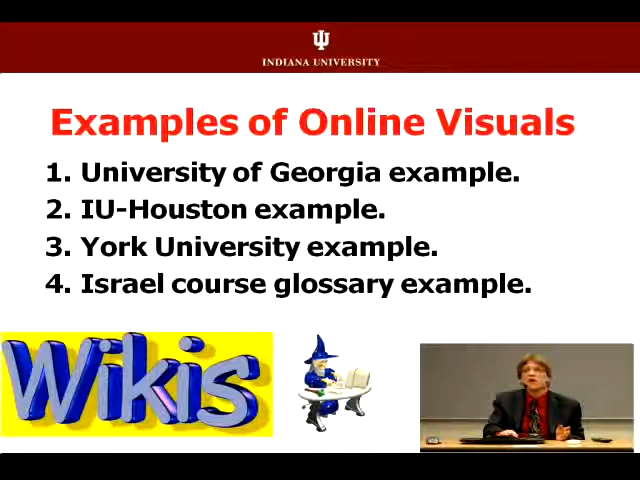 INDIANA UNIVERSITY
Examples of Online Visuals
1. University of Georgia example.
2. IU-Houston example.
3. York University example.
4. Israel course glossary example.
Wikis